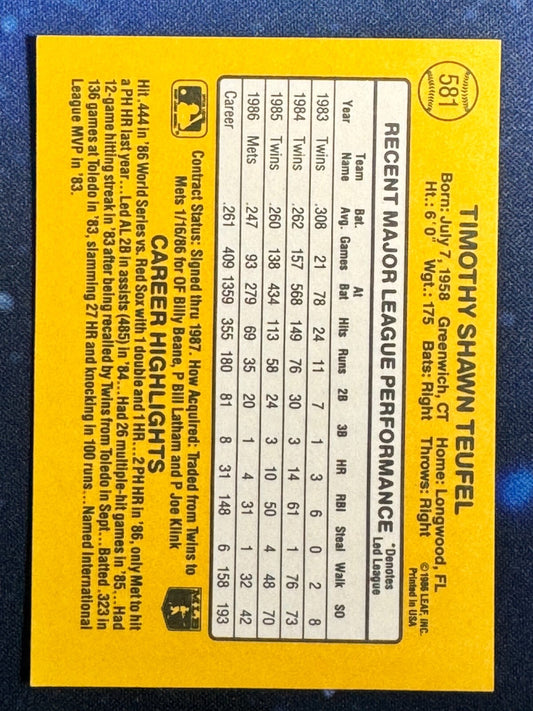 581
TIMOTHY SHAWN TEUFEL
Born: July 7, 1958 Greenwich, CT Home: Longwood, FL
Ht.: 6'0" Wgt.: 175 Bats: Right Throws: Right
©1986 LEAF, INC.
Printed in USA
RECENT MAJOR LEAGUE PERFORMANCE
*Denotes
Led League
Year Team Name Bat. Avg. Games At Bat Hits Runs 2B 3B HR RBI Steal Walk SO
1983 Twins .308 21 78 24 11 7 1 3 6 0 2 8
1984 Twins .262 157 568 149 76 30 3 14 61 1 76 73
1985 Twins .260 138 434 113 58 24 3 10 50 4 48 70
1986 Mets .247 93 279 69 35 20 1 4 31 1 32 42
Career .261 409 1359 355 180 81 8 31 148 6 158 193
Contract Status: Signed thru 1987. How Acquired: Traded from Twins to
Mets 1/16/86 for OF Billy Beane, P Bill Latham and P Joe Klink
CAREER HIGHLIGHTS
Hit .444 in '86 World Series vs. Red Sox with 1 double and 1 HR....2 PH HR in '86, only Met to hit
a PH HR last year....Led AL 2B in assists (485) in '84....Had 26 multiple-hit games in '85....Had
12-game hitting streak in '83 after being recalled by Twins from Toledo in Sept....Batted .323 in
136 games at Toledo in '83, slamming 27 HR and knocking in 100 runs....Named International
League MVP in '83.